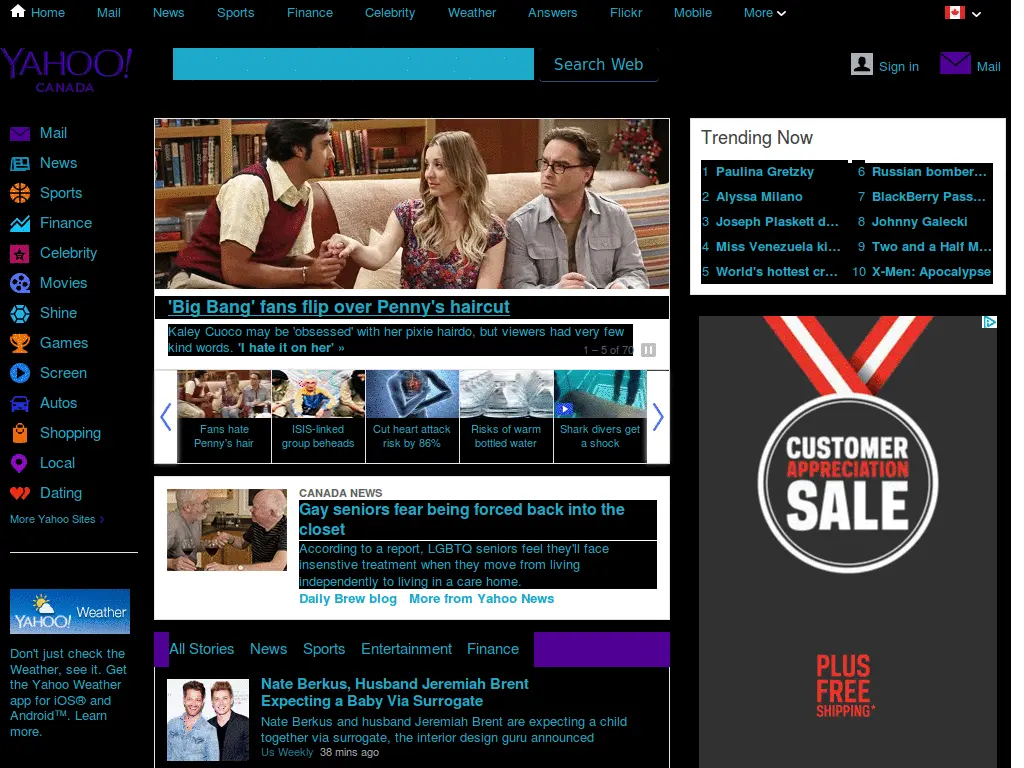 Home Mail News Sports Finance Celebrity Weather Answers Flickr Mobile More
YAHOO!
CANADA
Search Web
Sign in
Mail
Mail
News
Sports
Finance
Celebrity
Movies
Shine
Games
Screen
Autos
Shopping
Local
Dating
More Yahoo Sites
YAHOO! Weather
Don't just check the
Weather, see it. Get
the Yahoo Weather
app for iOS® and
Android™. Learn
more.
'Big Bang' fans flip over Penny's haircut
Kaley Cuoco may be 'obsessed' with her pixie hairdo, but viewers had very few
kind words. 'I hate it on her' »
1 – 5 of 70
Fans hate
Penny's hair
ISIS-linked
group beheads
Cut heart attack
risk by 86%
Risks of warm
bottled water
Shark divers get
a shock
CANADA NEWS
Gay seniors fear being forced back into the
closet
According to a report, LGBTQ seniors feel they'll face
insenstive treatment when they move from living
independently to living in a care home.
Daily Brew blog More from Yahoo News
All Stories News Sports Entertainment Finance
Nate Berkus, Husband Jeremiah Brent
Expecting a Baby Via Surrogate
Nate Berkus and husband Jeremiah Brent are expecting a child
together via surrogate, the interior design guru announced
Us Weekly 38 mins ago
Trending Now
1 Paulina Gretzky
2 Alyssa Milano
3 Joseph Plaskett d...
4 Miss Venezuela ki...
5 World's hottest cr...
6 Russian bomber...
7 BlackBerry Pass...
8 Johnny Galecki
9 Two and a Half M...
10 X-Men: Apocalypse
CUSTOMER
APPRECIATION
SALE
PLUS
FREE
SHIPPING*